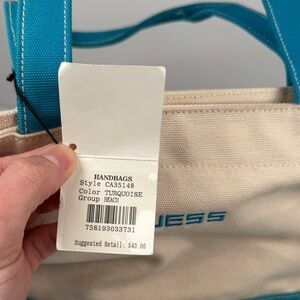 HANDBAGS
Style CA35148
Color TURQUOISE
Group BEACH
758193033731
Suggested Retail: $40.00
UESS